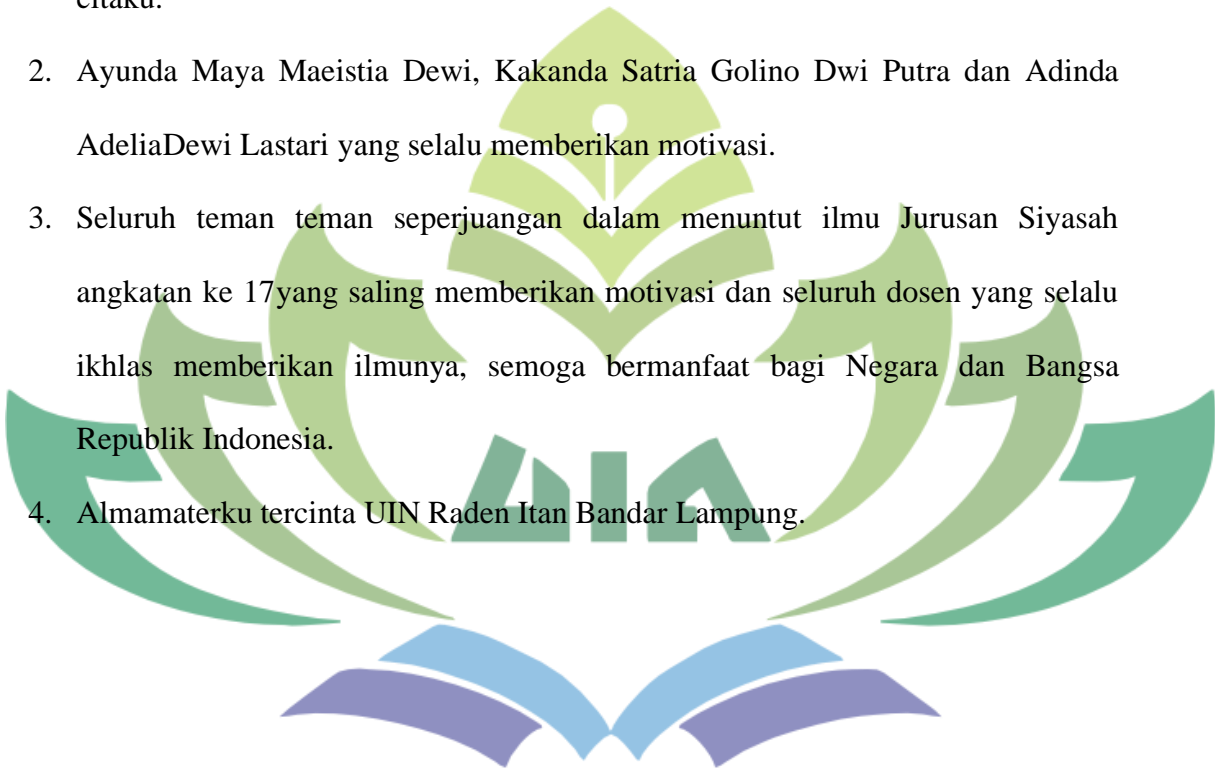 citaku.
2. Ayunda Maya Maeistia Dewi, Kakanda Satria Golino Dwi Putra dan Adinda
AdeliaDewi Lastari yang selalu memberikan motivasi.
3. Seluruh teman teman seperjuangan dalam menuntut ilmu Jurusan Siyasah
angkatan ke 17yang saling memberikan motivasi dan seluruh dosen yang selalu
ikhlas memberikan ilmunya, semoga bermanfaat bagi Negara dan Bangsa
Republik Indonesia.
4. Almamaterku tercinta UIN Raden Itan Bandar Lampung.